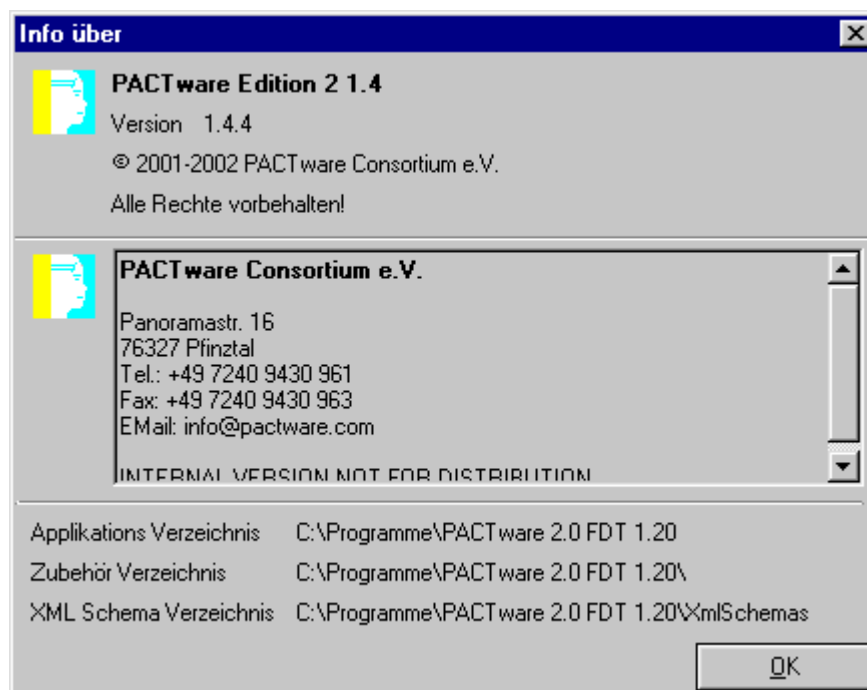 Info über
PACTware Edition 2 1.4
Version 1.4.4
© 2001-2002 PACTware Consortium e.V.
Alle Rechte vorbehalten!
PACTware Consortium e.V.
Panoramastr. 16
76327 Pfinztal
Tel.: +49 7240 9430 961
Fax: +49 7240 9430 963
EMail: info@pactware.com
INTERNAL VERSION NOT FOR DISTRIBUTION
Applikations Verzeichnis C:\Programme\PACTware 2.0 FDT 1.20
Zubehör Verzeichnis C:\Programme\PACTware 2.0 FDT 1.20\
XML Schema Verzeichnis C:\Programme\PACTware 2.0 FDT 1.20\XmlSchemas
OK